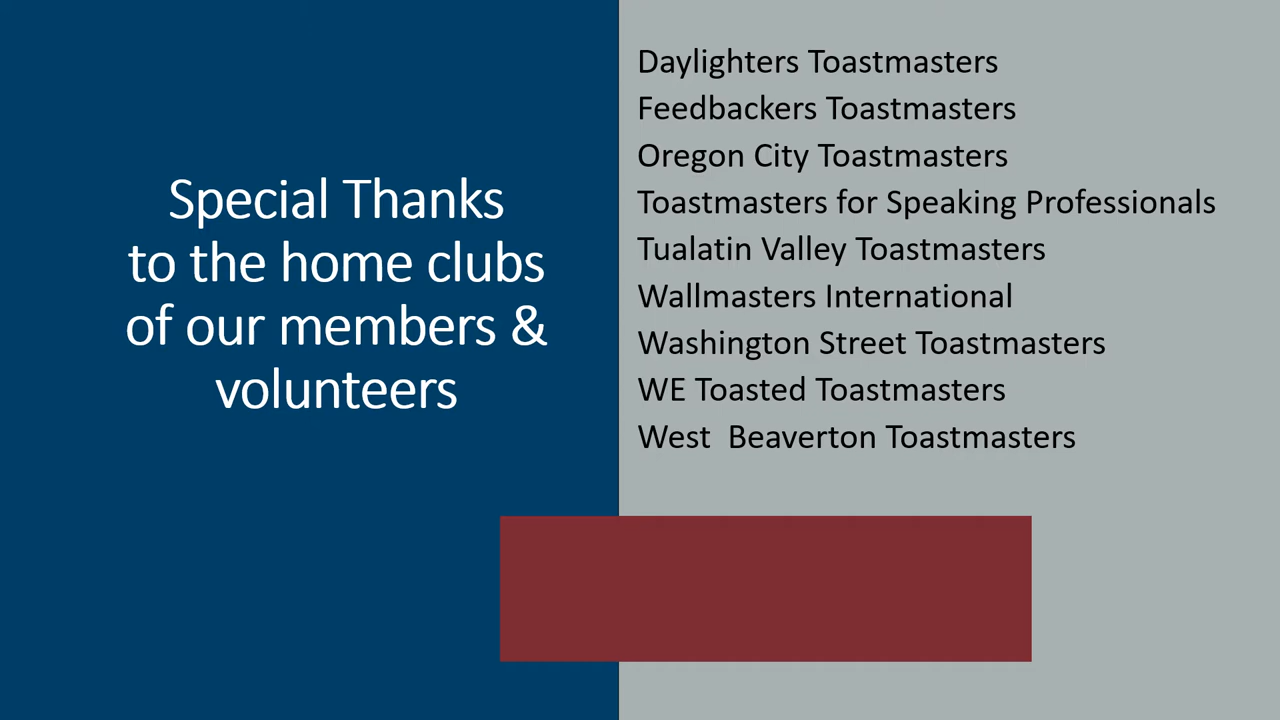 Special Thanks
to the home clubs
of our members &
volunteers
Daylighters Toastmasters
Feedbackers Toastmasters
Oregon City Toastmasters
Toastmasters for Speaking Professionals
Tualatin Valley Toastmasters
Wallmasters International
Washington Street Toastmasters
WE Toasted Toastmasters
West  Beaverton Toastmasters